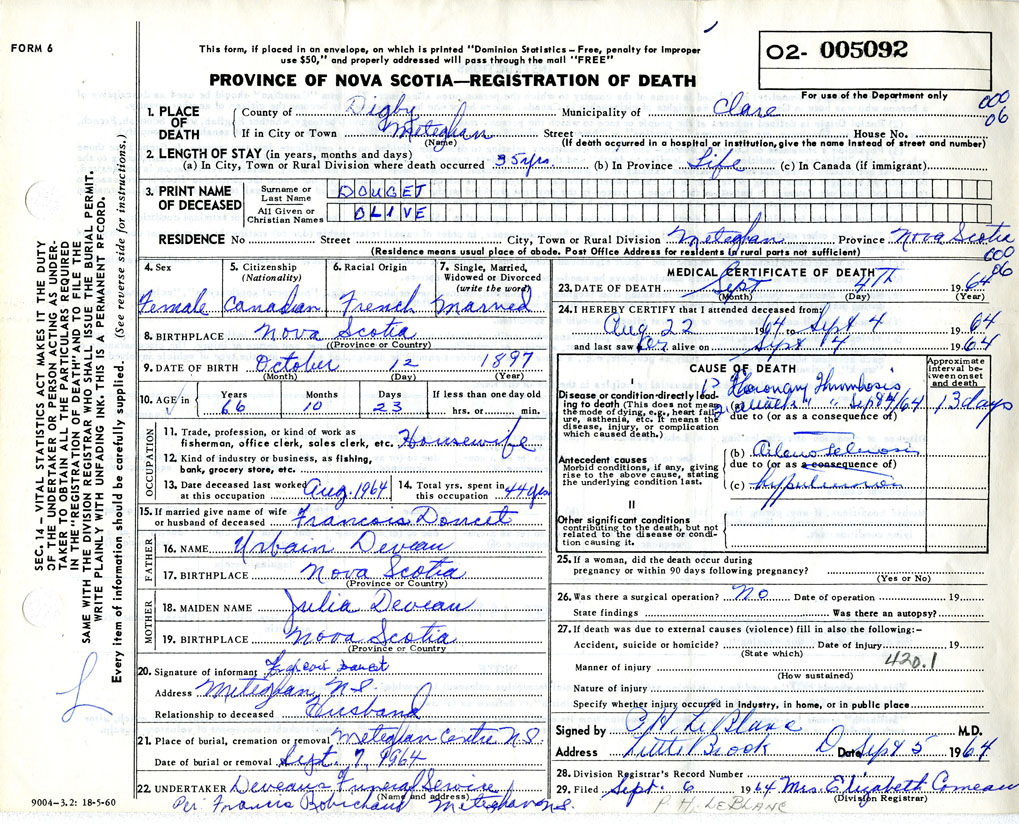 FORM 6
This form, if placed in an envelope, on which is printed "Dominion Statistics – Free, penalty for improper
use $50," and properly addressed will pass through the mail "FREE"
PROVINCE OF NOVA SCOTIA—REGISTRATION OF DEATH
02- 005092
For use of the Department only
000
06
1. PLACE OF DEATH
County of Digby Municipality of Clare
If in City or Town Meteghan Street House No.
(Name) (If death occurred in a hospital or institution, give the name instead of street and number)
2. LENGTH OF STAY (in years, months and days)
(a) In City, Town or Rural Division where death occurred 35 yrs (b) in Province Life (c) In Canada (if immigrant)
3. PRINT NAME OF DECEASED
Surname or Last Name DOUCET
All Given or Christian Names OLIVE
RESIDENCE No Street City, Town or Rural Division Meteghan Province Nova Scotia
(Residence means usual place of abode. Post Office Address for residents in rural parts not sufficient)
000
06
4. Sex Female
5. Citizenship (Nationality) Canadian
6. Racial Origin French
7. Single, Married, Widowed or Divorced (write the word) Married
8. BIRTHPLACE Nova Scotia
(Province or Country)
9. DATE OF BIRTH October 12 1897
(Month) (Day) (Year)
10. AGE in Years Months Days If less than one day old
66 10 23 hrs. or min.
OCCUPATION
11. Trade, profession, or kind of work as
fisherman, office clerk, sales clerk, etc. Housewife
12. Kind of industry or business, as fishing,
bank, grocery store, etc.
13. Date deceased last worked at this occupation Aug. 1964
14. Total yrs. spent in this occupation 44 yrs
15. If married give name of wife or husband of deceased Francois Doucet
FATHER
16. NAME Urbain Deveau
17. BIRTHPLACE Nova Scotia
(Province or Country)
MOTHER
18. MAIDEN NAME Julia Deveau
19. BIRTHPLACE Nova Scotia
(Province or Country
20. Signature of informant Francois Doucet
Address Meteghan, N.S.
Relationship to deceased Husband
21. Place of burial, cremation or removal Meteghan Centre N.S.
Date of burial or removal Sept. 7, 1964
22. UNDERTAKER Deveau's Funeral Service
(Name and address)
Per: Francis Robichaud Meteghan N.S.
9004-3.2: 18-5-60
MEDICAL CERTIFICATE OF DEATH
23. DATE OF DEATH Sept 4th 1964
(Month) (Day) (Year)
24. I HEREBY CERTIFY that I attended deceased from:
Aug 22 1964 to Sept 4 1964
and last saw her alive on Sept 4 1964
CAUSE OF DEATH
Approximate interval between onset and death
I
Disease or condition directly leading to death (This does not mean the mode of dying, e.g., heart failure, asthenia, etc. It means the disease, injury, or complication which caused death.)
1) Coronary Thrombosis
(a) " " Sept 4/64 13 days
due to (or as a consequence of)
Antecedent causes
Morbid conditions, if any, giving rise to the above cause, stating the underlying condition last.
(b)
due to (or as a consequence of)
(c)
II
Other significant conditions
contributing to the death, but not related to the disease or condition causing it.
25. If a woman, did the death occur during
pregnancy or within 90 days following pregnancy?
(Yes or No)
26. Was there a surgical operation? No Date of operation 19
State findings Was there an autopsy?
27. If death was due to external causes (violence) fill in also the following:–
Accident, suicide or homicide? Date of injury 19
(State which)
420.1
Manner of injury
(How sustained)
Nature of injury
Specify whether injury occurred in industry, in home, or in public place
Signed by P.H. LeBlanc M.D.
Address Little Brook D Date Sept 5 1964
28. Division Registrar's Record Number
29. Filed Sept. 6 1964 Mrs. Elizabeth Comeau
(Division Registrar)
P. H. LEBLANC
SEC. 14 – VITAL STATISTICS ACT MAKES IT THE DUTY
OF THE UNDERTAKER OR PERSON ACTING AS UNDER-
TAKER TO OBTAIN ALL THE PARTICULARS REQUIRED
IN THE "REGISTRATION OF DEATH" AND TO FILE THE
SAME WITH THE DIVISION REGISTRAR WHO SHALL ISSUE THE BURIAL PERMIT.
WRITE PLAINLY WITH UNFADING INK. THIS IS A PERMANENT RECORD.
Every item of information should be carefully supplied. (See reverse side for instructions.)